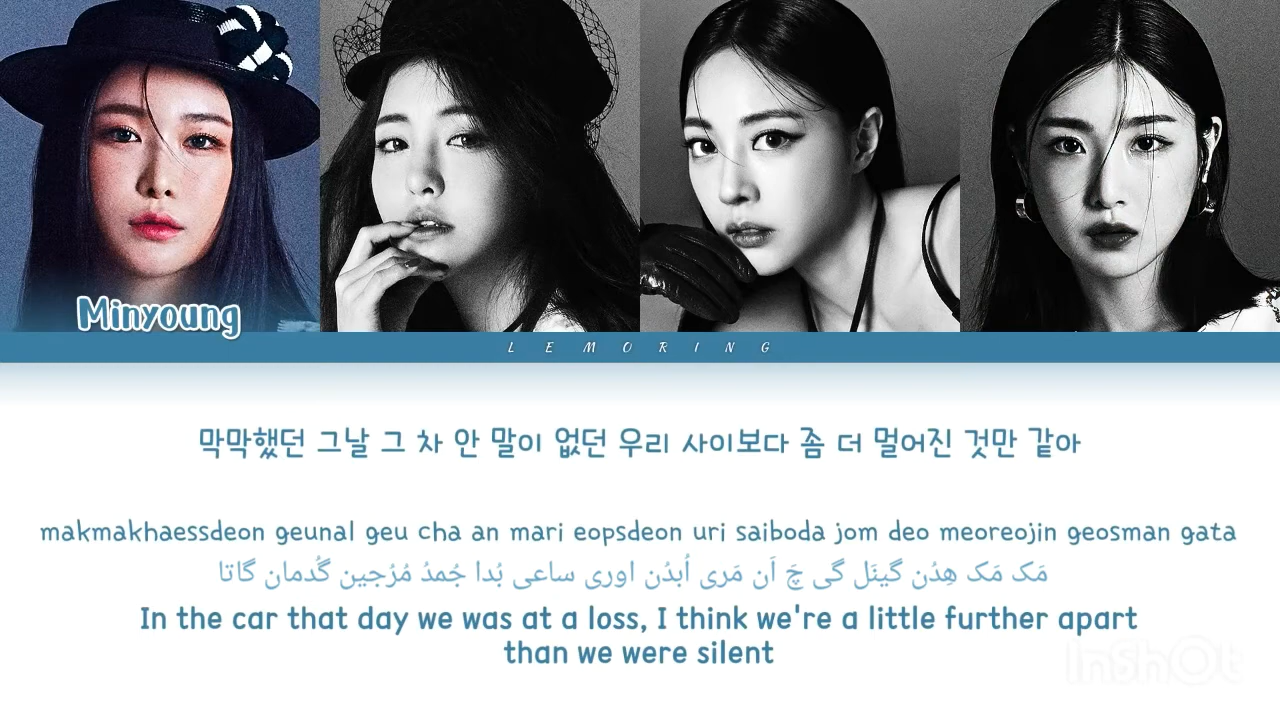 Minyoung
LEMORING
막막했던 그날 그 차 안 말이 없던 우리 사이보다 좀 더 멀어진 것만 같아
makmakhaessdeon geunal geu cha an mari eopsdeon uri saiboda jom deo meoreojin geosman gata
مَک مَک هِدُن گینَل گی چَ اَن مَری اُبدُن اوری ساعی بُدا جُمدُ مُرُجین گُدمان گاتا
In the car that day we was at a loss, I think we're a little further apart
than we were silent
InShOt